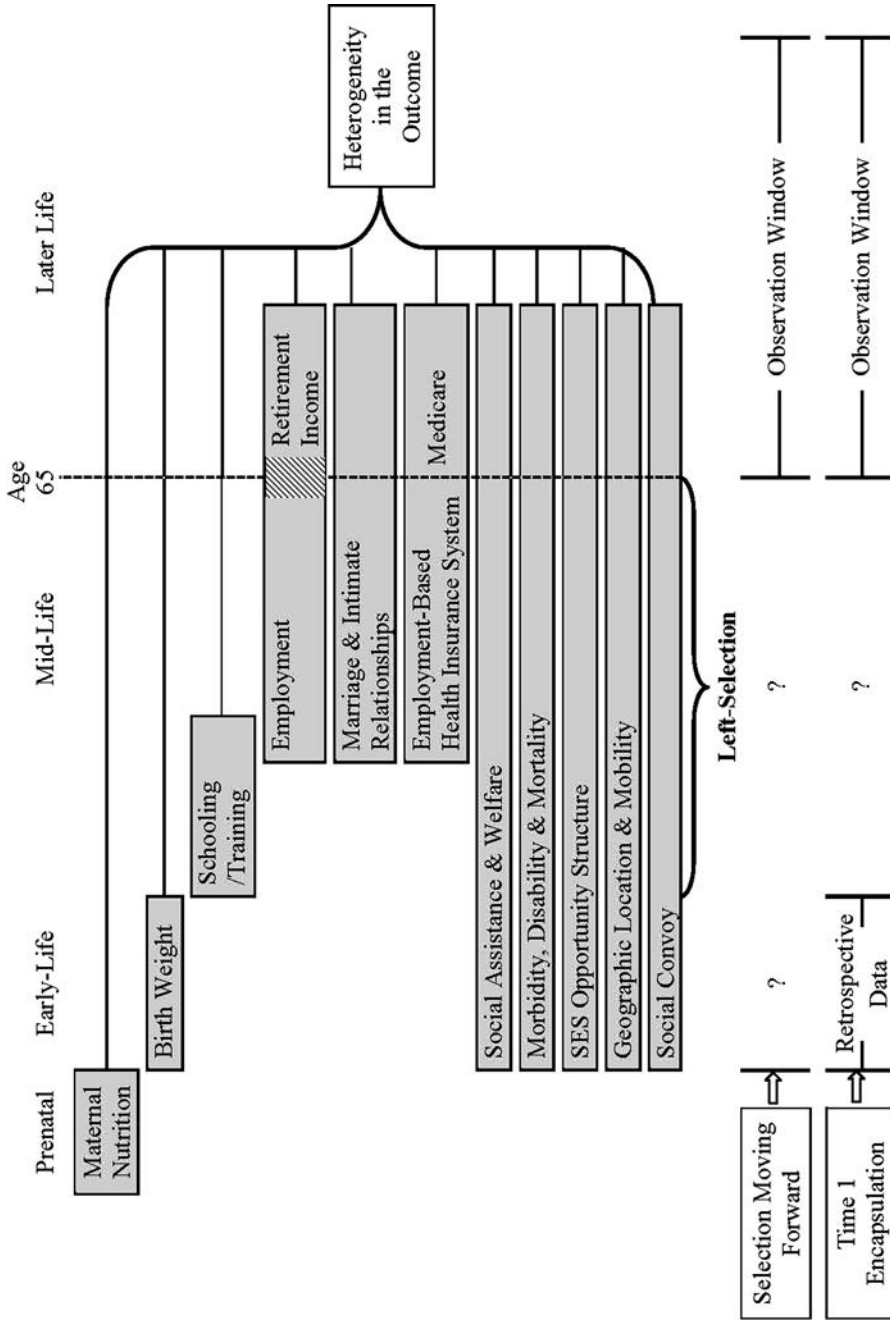 Prenatal
Early-Life
Mid-Life
Age
65
Later Life
Maternal
Nutrition
Birth Weight
Schooling
/Training
Employment
Retirement
Income
Marriage & Intimate
Relationships
Employment-Based
Health Insurance System
Medicare
Social Assistance & Welfare
Morbidity, Disability & Mortality
SES Opportunity Structure
Geographic Location & Mobility
Social Convoy
Heterogeneity
in the
Outcome
Left-Selection
Selection Moving
Forward
?
?
Observation Window
Time 1
Encapsulation
Retrospective
Data
?
Observation Window